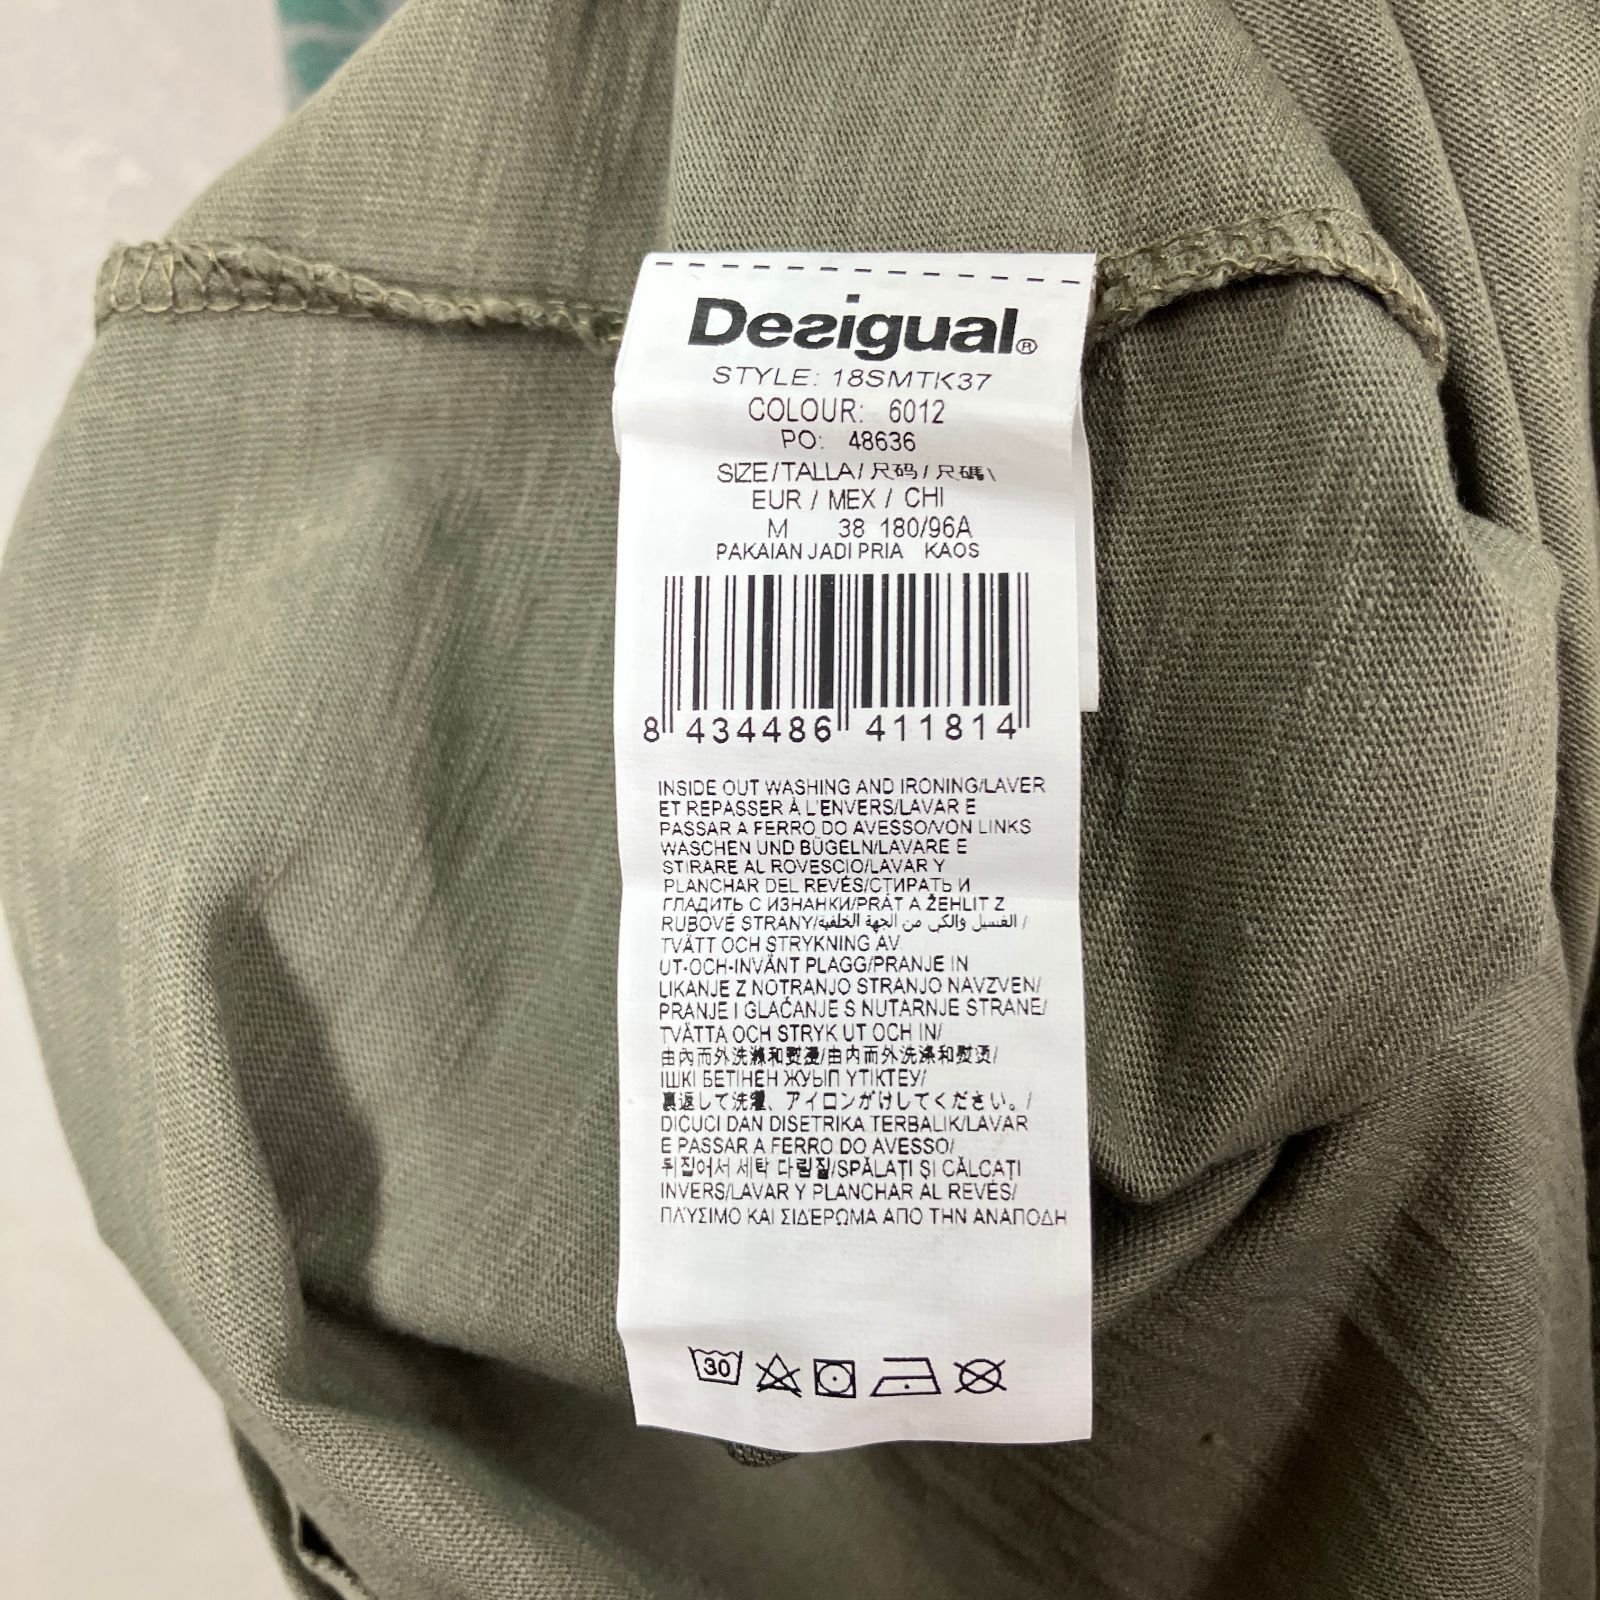 Desigual®
STYLE: 18SMTK37
COLOUR: 6012
PO: 48636
SIZE/TALLA/尺码/尺碼\
EUR / MEX / CHI
M 38 180/96A
PAKAIAN JADI PRIA KAOS
8 434486 411814
INSIDE OUT WASHING AND IRONING/LAVER
ET REPASSER À L'ENVERS/LAVAR E
PASSAR A FERRO DO AVESSO/VON LINKS
WASCHEN UND BÜGELN/LAVARE E
STIRARE AL ROVESCIO/LAVAR Y
PLANCHAR DEL REVÉS/СТИРАТЬ И
ГЛАДИТЬ С ИЗНАНКИ/PRÁT A ŽEHLIT Z
RUBOVÉ STRANY/الغسيل والكي من الجهة الخلفية/
TVÄTT OCH STRYKNING AV
UT-OCH-INVÄNT PLAGG/PRANJE IN
LIKANJE Z NOTRANJO STRANJO NAVZVEN/
PRANJE I GLAČANJE S NUTARNJE STRANE/
TVÄTTA OCH STRYK UT OCH IN/
由內而外洗滌和熨燙/由内而外洗涤和熨烫/
ІШКІ БЕТІНЕН ЖУЫП ҮТІКТЕУ/
裏返して洗濯、アイロンがけしてください。/
DICUCI DAN DISETRIKA TERBALIK/LAVAR
E PASSAR A FERRO DO AVESSO/
뒤집어서 세탁 다림질/SPĂLAȚI ȘI CĂLCAȚI
INVERS/LAVAR Y PLANCHAR AL REVÉS/
ΠΛΎΣΙΜΟ ΚΑΙ ΣΙΔΈΡΩΜΑ ΑΠΌ ΤΗΝ ΑΝΆΠΟΔΗ
30